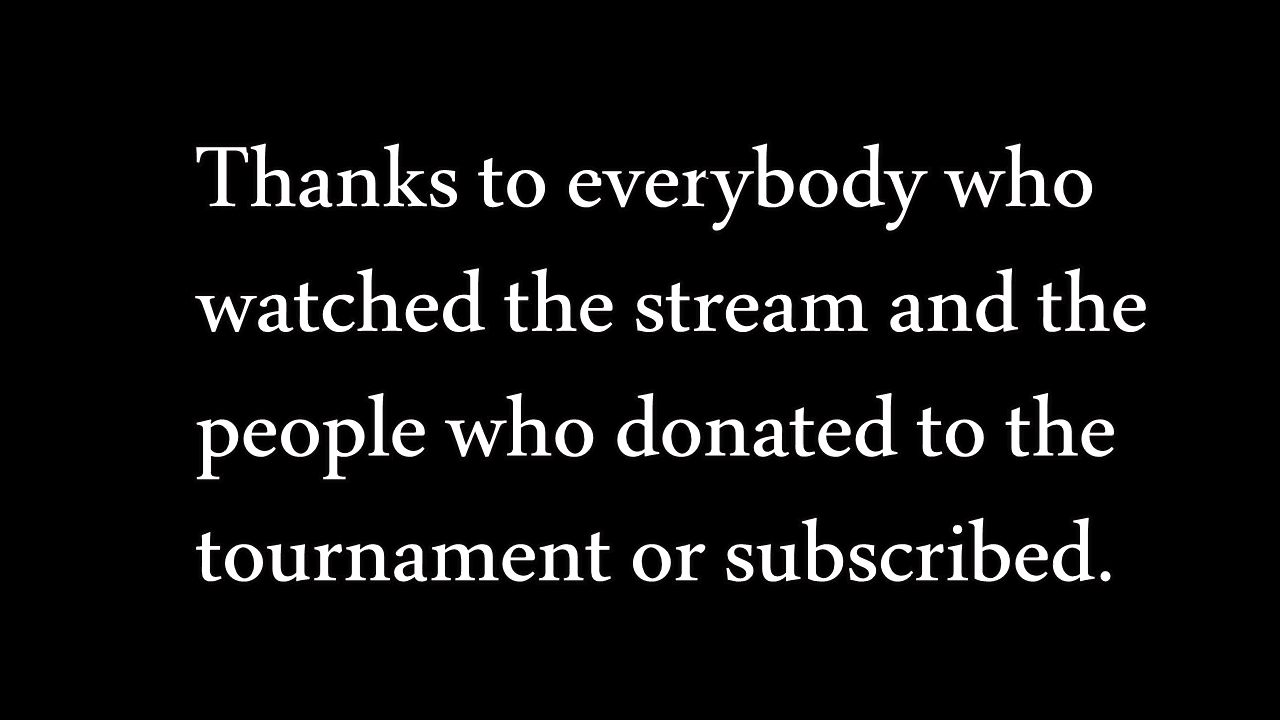 Thanks to everybody who
watched the stream and the
people who donated to the
tournament or subscribed.